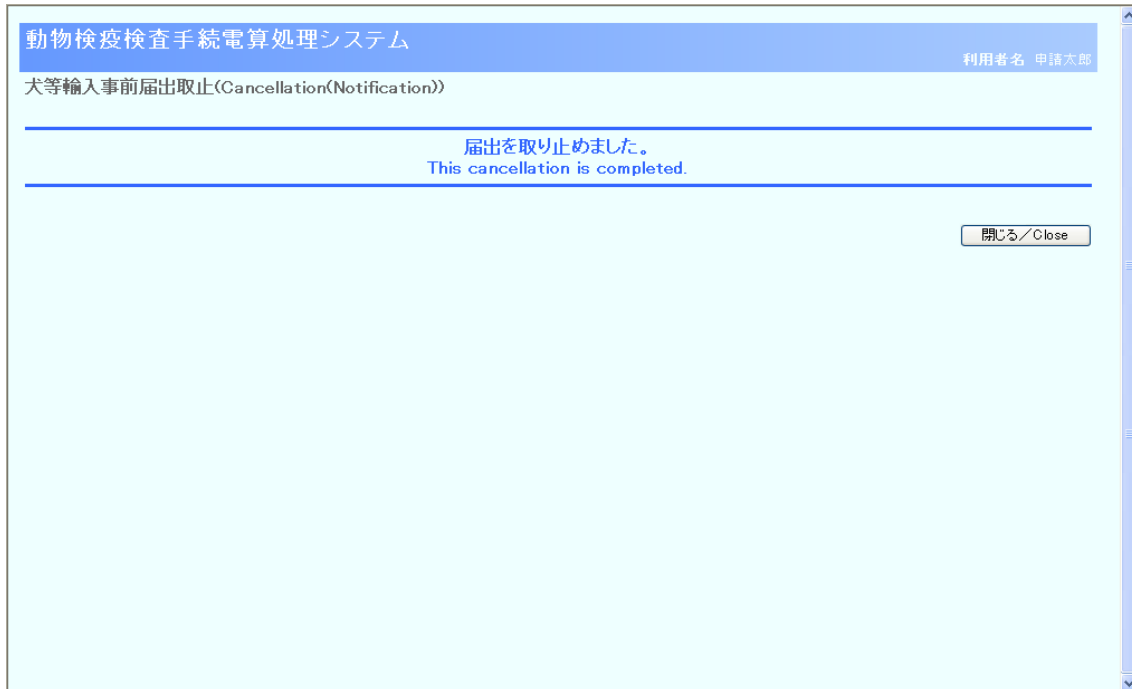 動物検疫検査手続電算処理システム
利用者名 申請太郎
犬等輸入事前届出取止(Cancellation(Notification))
届出を取り止めました。
This cancellation is completed.
閉じる／Close